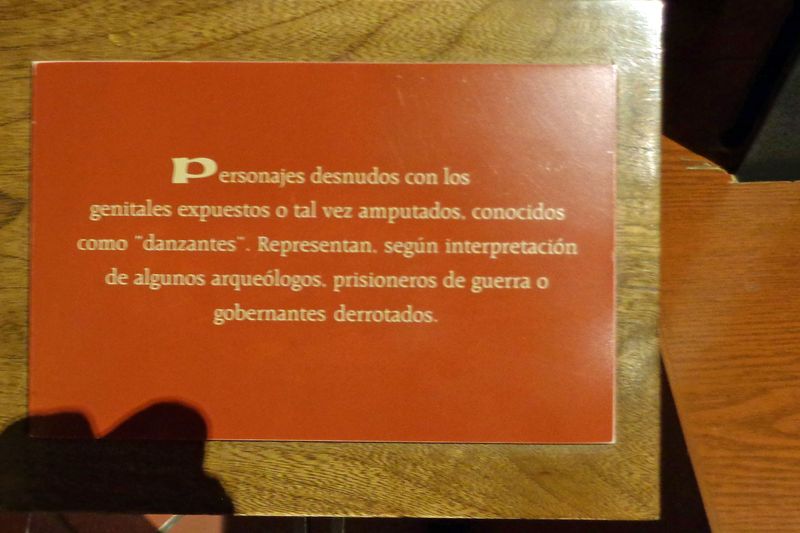 Personajes desnudos con los
genitales expuestos o tal vez amputados, conocidos
como "danzantes". Representan, según interpretación
de algunos arqueólogos, prisioneros de guerra o
gobernantes derrotados.